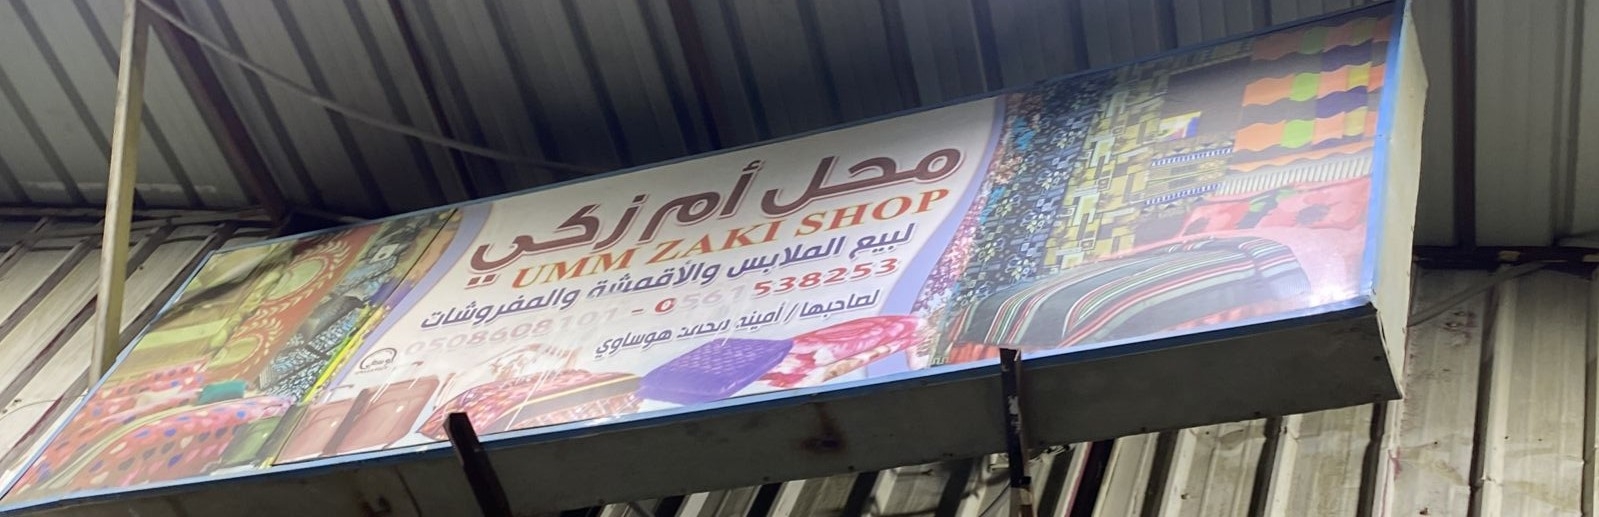 محل أم زكي
UMM ZAKI SHOP
لبيع الملابس والأقمشة والمفروشات
0508608101 - 0561538253
لصاحبها / أمينة محمد هوساوي